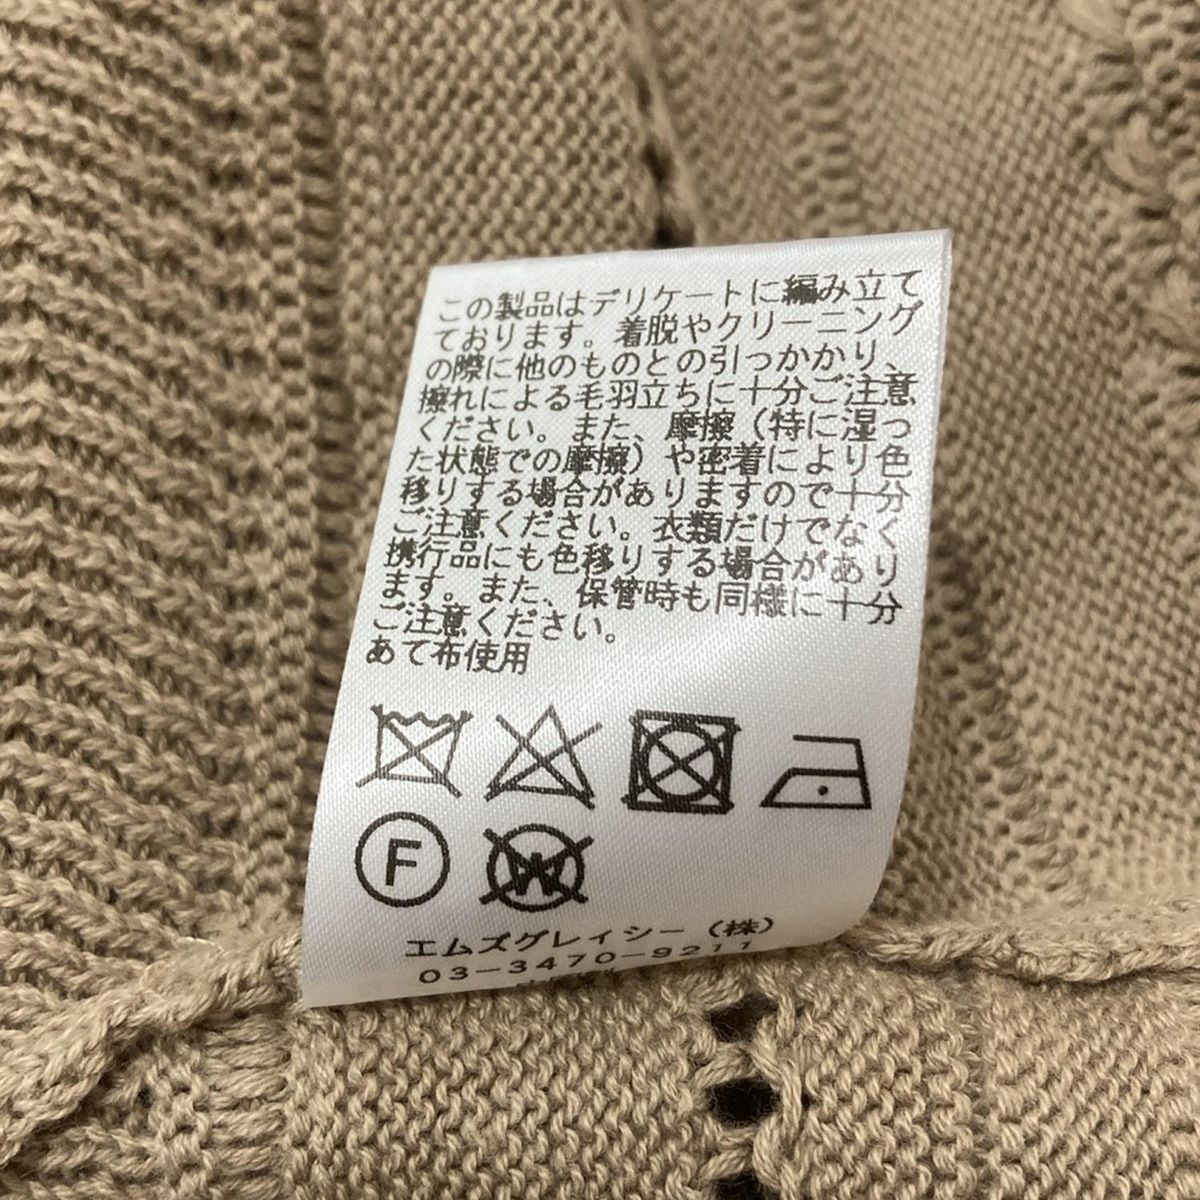 この製品はデリケートに編み立て
ております。着脱やクリーニング
の際に他のものとの引っかかり、
擦れによる毛羽立ちに十分ご注意
ください。また、摩擦（特に湿っ
た状態での摩擦）や密着により色
移りする場合がありますので十分
ご注意ください。衣類だけでなく
携行品にも色移りする場合があり
ます。また、保管時も同様に十分
ご注意ください。
あて布使用
F
W
エムズグレイシー（株）
03-3470-9211